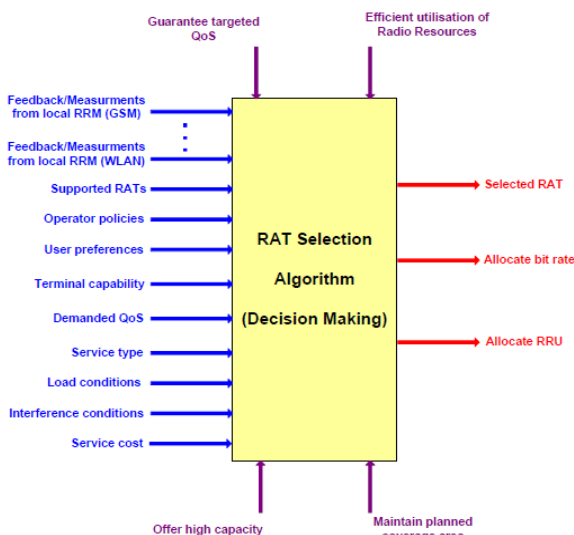 Guarantee targeted
QoS
Efficient utilisation of
Radio Resources
Feedback/Measurments
from local RRM (GSM)
Feedback/Measurments
from local RRM (WLAN)
Supported RATs
Operator policies
User preferences
Terminal capability
Demanded QoS
Service type
Load conditions
Interference conditions
Service cost
RAT Selection
Algorithm
(Decision Making)
Selected RAT
Allocate bit rate
Allocate RRU
Offer high capacity
Maintain planned